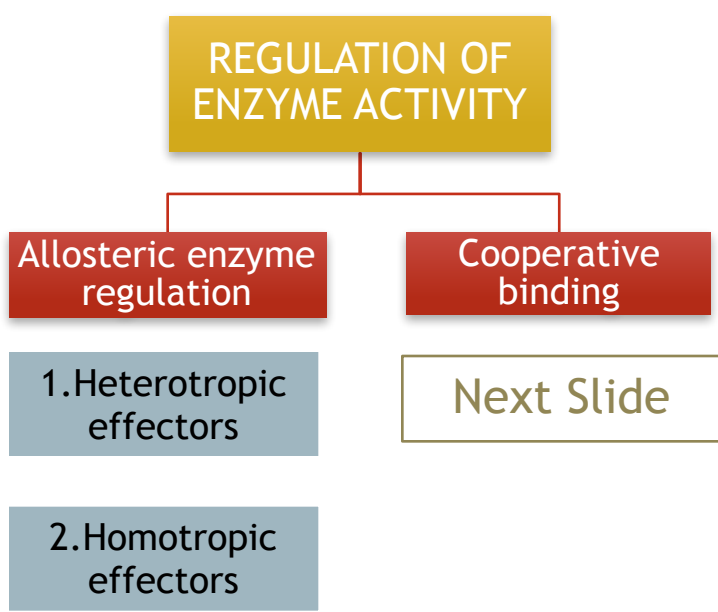 REGULATION OF
ENZYME ACTIVITY
Allosteric enzyme
regulation
Cooperative
binding
1.Heterotropic
effectors
Next Slide
2.Homotropic
effectors